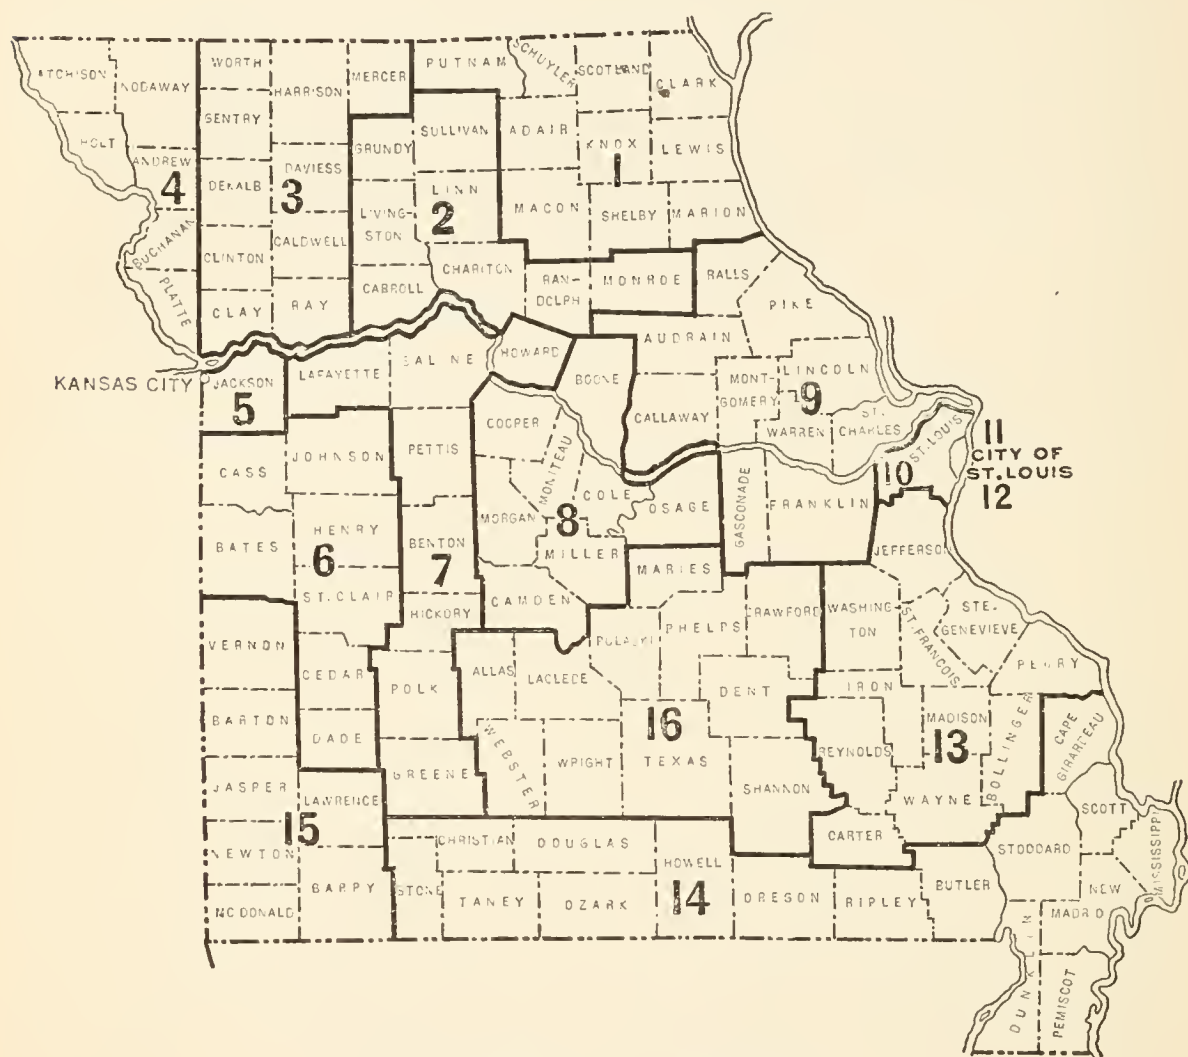 ATCHISON
NODAWAY
WORTH
HARRISON
MERCER
PUTNAM
SCHUYLER
SCOTLAND
CLARK
GENTRY
SULLIVAN
ADAIR
KNOX
LEWIS
HOLT
ANDREW
GRUNDY
DAVIESS
DEKALB
1
4
3
LINN
2
MACON
SHELBY
MARION
LIVING-
STON
BUCHANAN
CLINTON
CALDWELL
CHARITON
RAN-
DOLPH
MONROE
RALLS
PLATTE
CLAY
RAY
CARROLL
PIKE
AUDRAIN
HOWARD
SALINE
LAFAYETTE
KANSAS CITY
JACKSON
5
BOONE
MONT-
GOMERY
LINCOLN
9
CALLAWAY
WARREN
ST.
CHARLES
ST. LOUIS
10
11
CITY OF
ST. LOUIS
12
COOPER
MONITEAU
PETTIS
JOHNSON
CASS
COLE
OSAGE
GASCONADE
FRANKLIN
MORGAN
8
MILLER
BATES
HENRY
6
BENTON
7
JEFFERSON
MARIES
CAMDEN
ST. CLAIR
HICKORY
PULASKI
PHELPS
CRAWFORD
WASHING-
TON
ST. FRANCOIS
STE.
GENEVIEVE
PERRY
VERNON
CEDAR
POLK
DALLAS
LACLEDE
DENT
IRON
BARTON
DADE
16
TEXAS
REYNOLDS
MADISON
13
BOLLINGER
CAPE
GIRARDEAU
JASPER
GREENE
WEBSTER
WRIGHT
SHANNON
WAYNE
LAWRENCE
15
NEWTON
CARTER
SCOTT
MISSISSIPPI
STODDARD
CHRISTIAN
DOUGLAS
HOWELL
14
BARRY
STONE
TANEY
OZARK
OREGON
RIPLEY
BUTLER
NEW
MADRID
MCDONALD
DUNKLIN
PEMISCOT